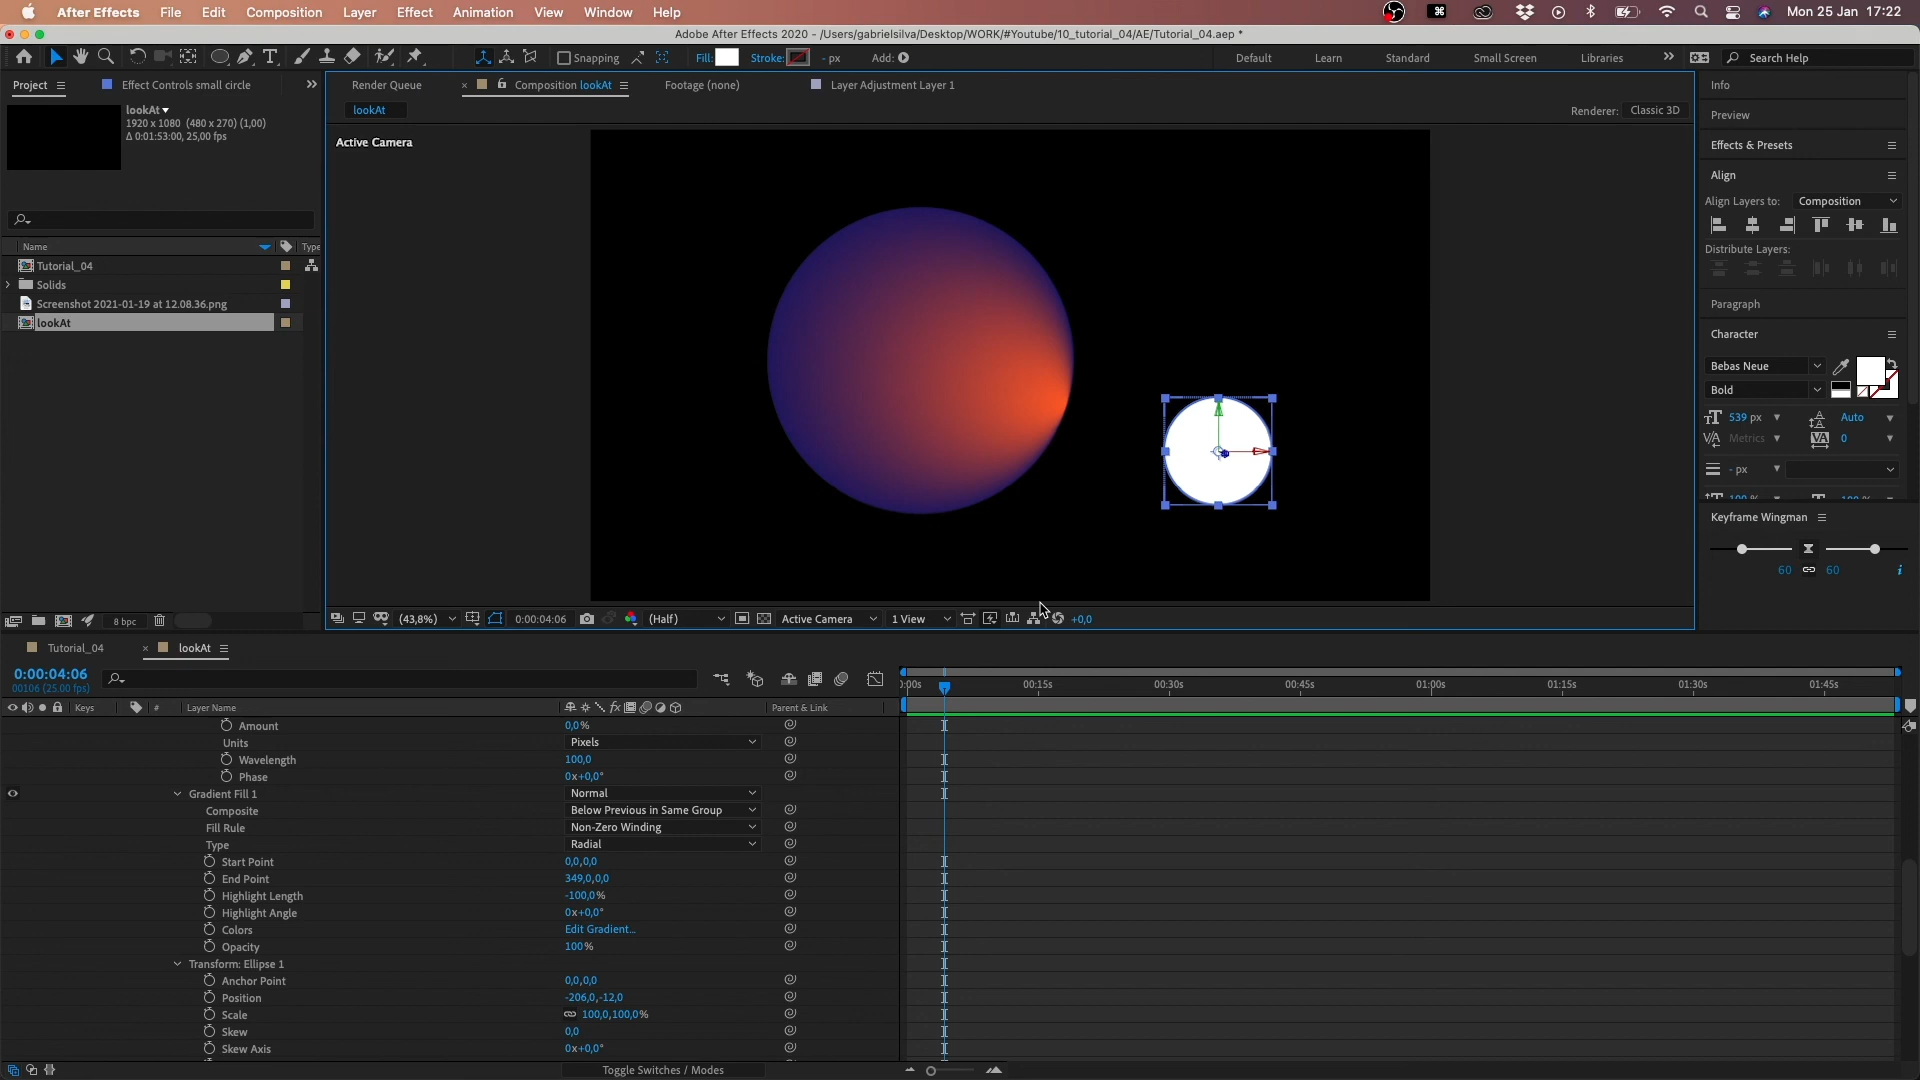 After Effects File Edit Composition Layer Effect Animation View Window Help Mon 25 Jan 17:22
Adobe After Effects 2020 - /Users/gabrielsilva/Desktop/WORK/#Youtube/10_tutorial_04/AE/Tutorial_04.aep *
Snapping Fill: Stroke: - px Add: Default Learn Standard Small Screen Libraries Search Help
Project Effect Controls small circle
lookAt
1920 x 1080 (480 x 270) (1,00)
Δ 0:01:53:00, 25,00 fps
Name Type
Tutorial_04
Solids
Screenshot 2021-01-19 at 12.08.36.png
lookAt
8 bpc
Render Queue Composition lookAt Footage (none) Layer Adjustment Layer 1
lookAt Renderer: Classic 3D
Active Camera
(43,8%) 0:00:04:06 (Half) Active Camera 1 View +0,0
Info
Preview
Effects & Presets
Align
Align Layers to: Composition
Distribute Layers:
Paragraph
Character
Bebas Neue
Bold
539 px Auto
Metrics 0
- px
100 % 100 %
Keyframe Wingman
60 60
Tutorial_04 lookAt
0:00:04:06
00106 (25.00 fps)
Keys # Layer Name Parent & Link
):00s 00:15s 00:30s 00:45s 01:00s 01:15s 01:30s 01:45s
Amount 0,0%
Units Pixels
Wavelength 100,0
Phase 0x+0,0°
Gradient Fill 1 Normal
Composite Below Previous in Same Group
Fill Rule Non-Zero Winding
Type Radial
Start Point 0,0,0,0
End Point 349,0,0,0
Highlight Length -100,0%
Highlight Angle 0x+0,0°
Colors Edit Gradient...
Opacity 100%
Transform: Ellipse 1
Anchor Point 0,0,0,0
Position -206,0,-12,0
Scale 100,0,100,0%
Skew 0,0
Skew Axis 0x+0,0°
Toggle Switches / Modes